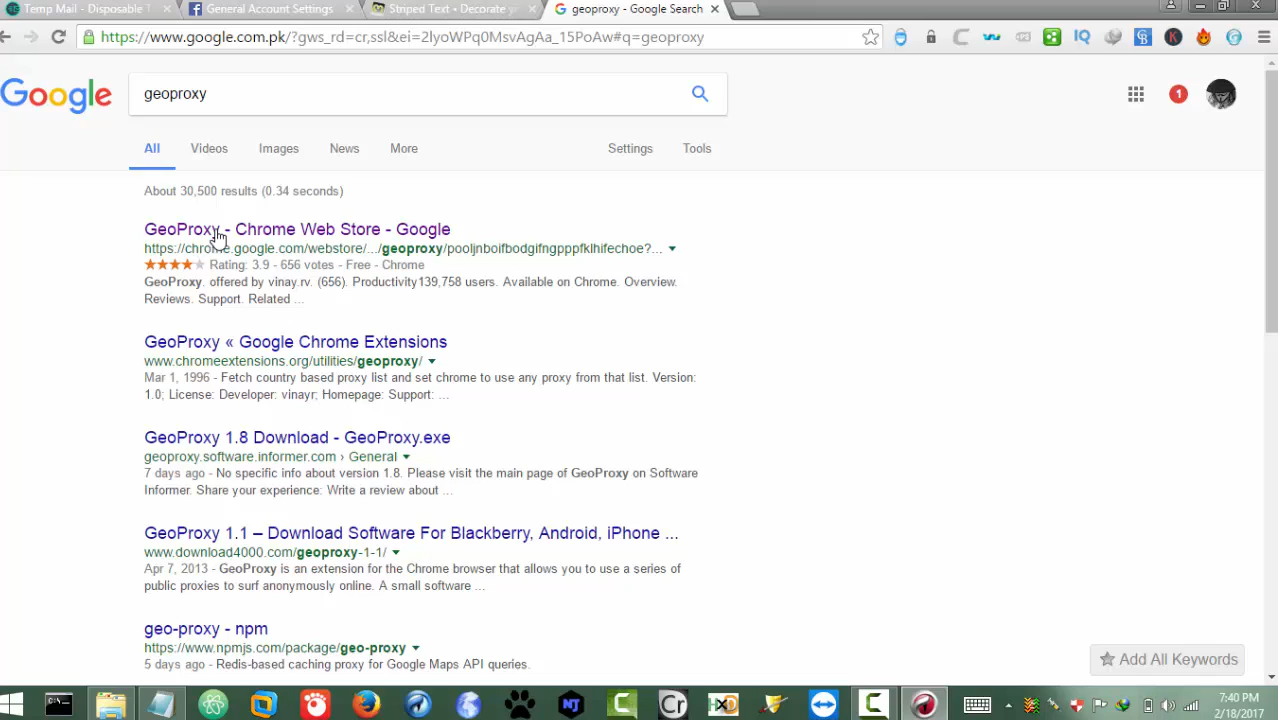 Temp Mail - Disposable T
General Account Settings
Striped Text - Decorate y
geoproxy - Google Search
https://www.google.com.pk/?gws_rd=cr,ssl&ei=2lyoWPq0MsvAgAa_15PoAw#q=geoproxy
Google
geoproxy
1
All
Videos
Images
News
More
Settings
Tools
About 30,500 results (0.34 seconds)
GeoProxy - Chrome Web Store - Google
https://chrome.google.com/webstore/.../geoproxy/pooljnboifbodgifngpppfklhifechoe?...
Rating: 3.9 - 656 votes - Free - Chrome
GeoProxy. offered by vinay.rv. (656). Productivity139,758 users. Available on Chrome. Overview.
Reviews. Support. Related ...
GeoProxy « Google Chrome Extensions
www.chromeextensions.org/utilities/geoproxy/
Mar 1, 1996 - Fetch country based proxy list and set chrome to use any proxy from that list. Version:
1.0; License: Developer: vinayr; Homepage: Support: ...
GeoProxy 1.8 Download - GeoProxy.exe
geoproxy.software.informer.com › General
7 days ago - No specific info about version 1.8. Please visit the main page of GeoProxy on Software
Informer. Share your experience: Write a review about ...
GeoProxy 1.1 – Download Software For Blackberry, Android, iPhone ...
www.download4000.com/geoproxy-1-1/
Apr 7, 2013 - GeoProxy is an extension for the Chrome browser that allows you to use a series of
public proxies to surf anonymously online. A small software ...
geo-proxy - npm
https://www.npmjs.com/package/geo-proxy
5 days ago - Redis-based caching proxy for Google Maps API queries.
Add All Keywords
7:40 PM
2/18/2017